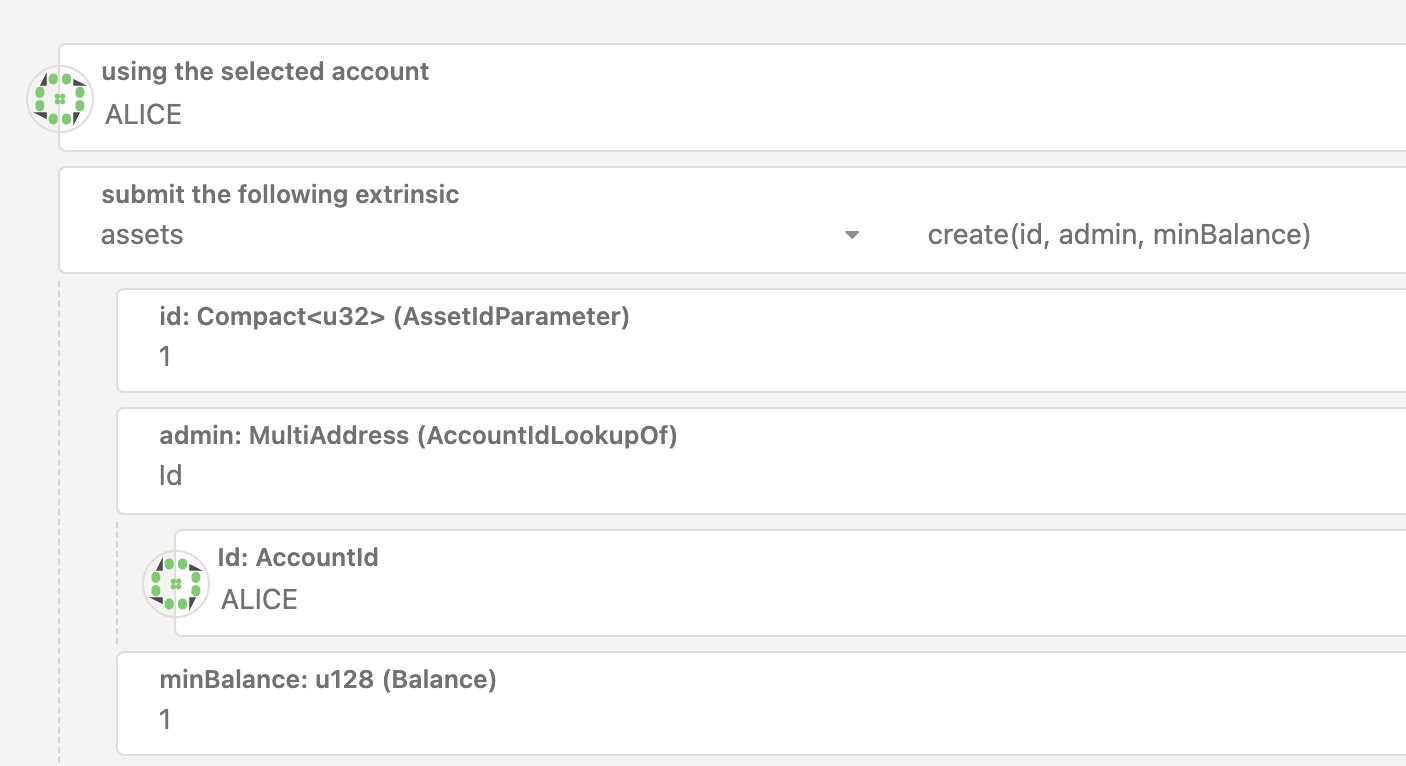 using the selected account
ALICE
submit the following extrinsic
assets
create(id, admin, minBalance)
id: Compact<u32> (AssetIdParameter)
1
admin: MultiAddress (AccountIdLookupOf)
Id
Id: AccountId
ALICE
minBalance: u128 (Balance)
1